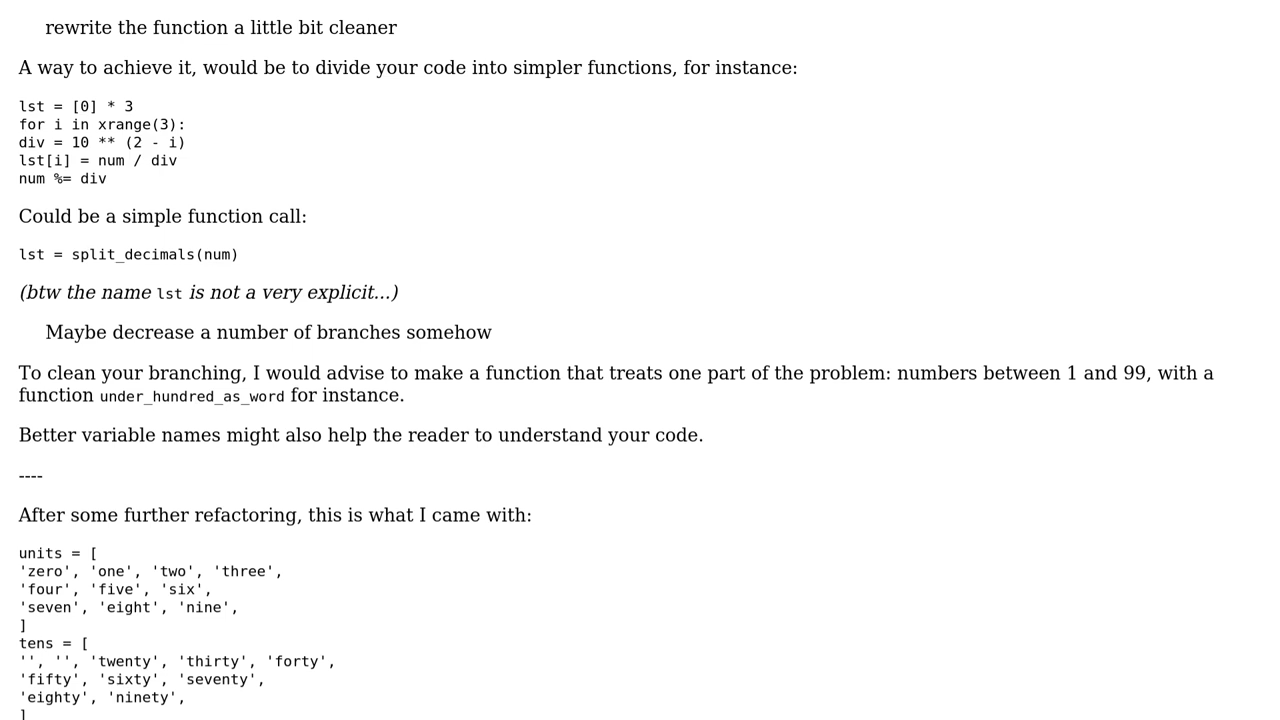 rewrite the function a little bit cleaner
A way to achieve it, would be to divide your code into simpler functions, for instance:
lst = [0] * 3
for i in xrange(3):
div = 10 ** (2 - i)
lst[i] = num / div
num %= div
Could be a simple function call:
lst = split_decimals(num)
(btw the name lst is not a very explicit...)
Maybe decrease a number of branches somehow
To clean your branching, I would advise to make a function that treats one part of the problem: numbers between 1 and 99, with a
function under_hundred_as_word for instance.
Better variable names might also help the reader to understand your code.
----
After some further refactoring, this is what I came with:
units = [
'zero', 'one', 'two', 'three',
'four', 'five', 'six',
'seven', 'eight', 'nine',
]
tens = [
'', '', 'twenty', 'thirty', 'forty',
'fifty', 'sixty', 'seventy',
'eighty', 'ninety',
]